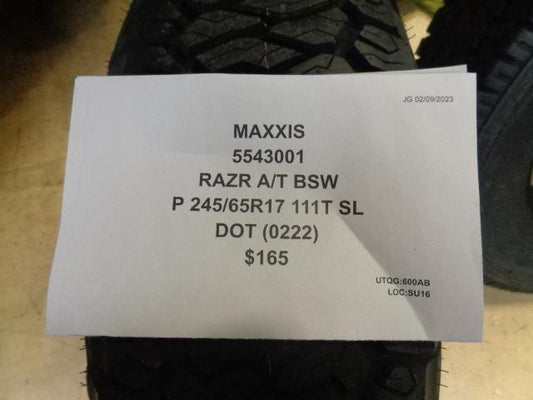 JG 02/09/2023
MAXXIS
5543001
RAZR A/T BSW
P 245/65R17 111T SL
DOT (0222)
$165
UTQG:600AB
LOC:SU16